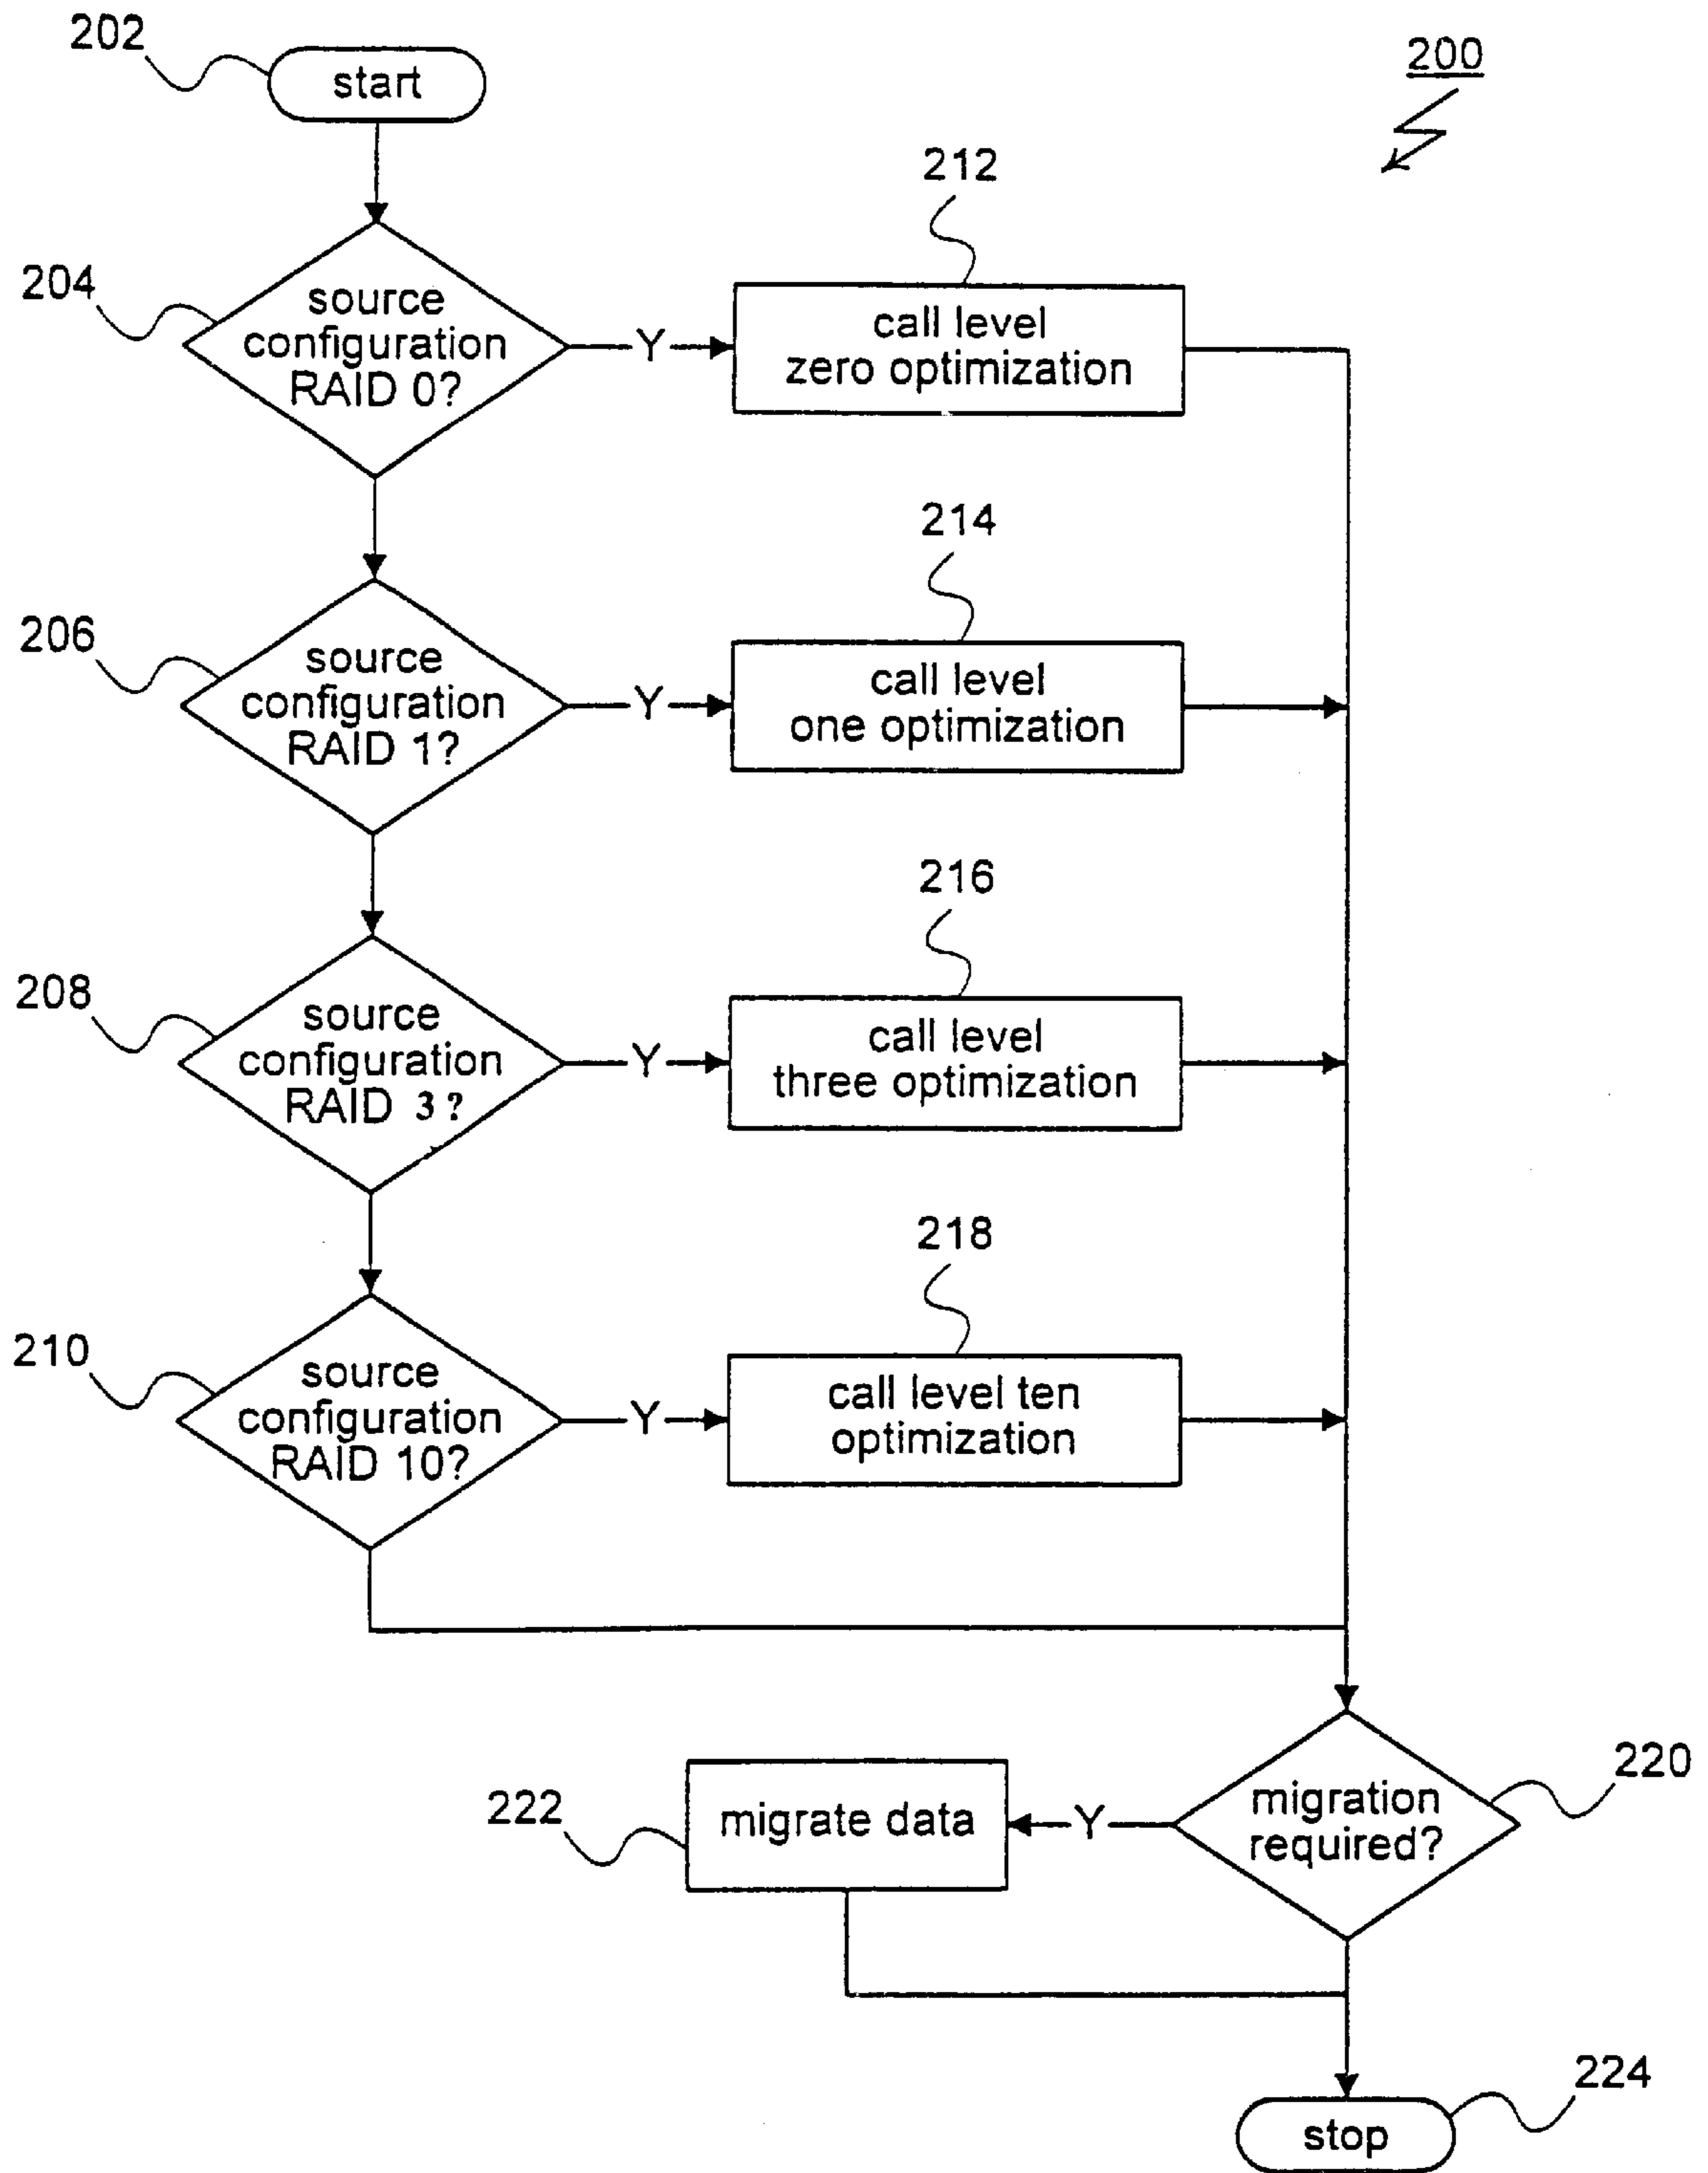 202
start
200
212
204
source
configuration
RAID 0?
Y
call level
zero optimization
214
206
source
configuration
RAID 1?
Y
call level
one optimization
216
208
source
configuration
RAID 3?
Y
call level
three optimization
218
210
source
configuration
RAID 10?
Y
call level ten
optimization
220
222
migrate data
Y
migration
required?
224
stop